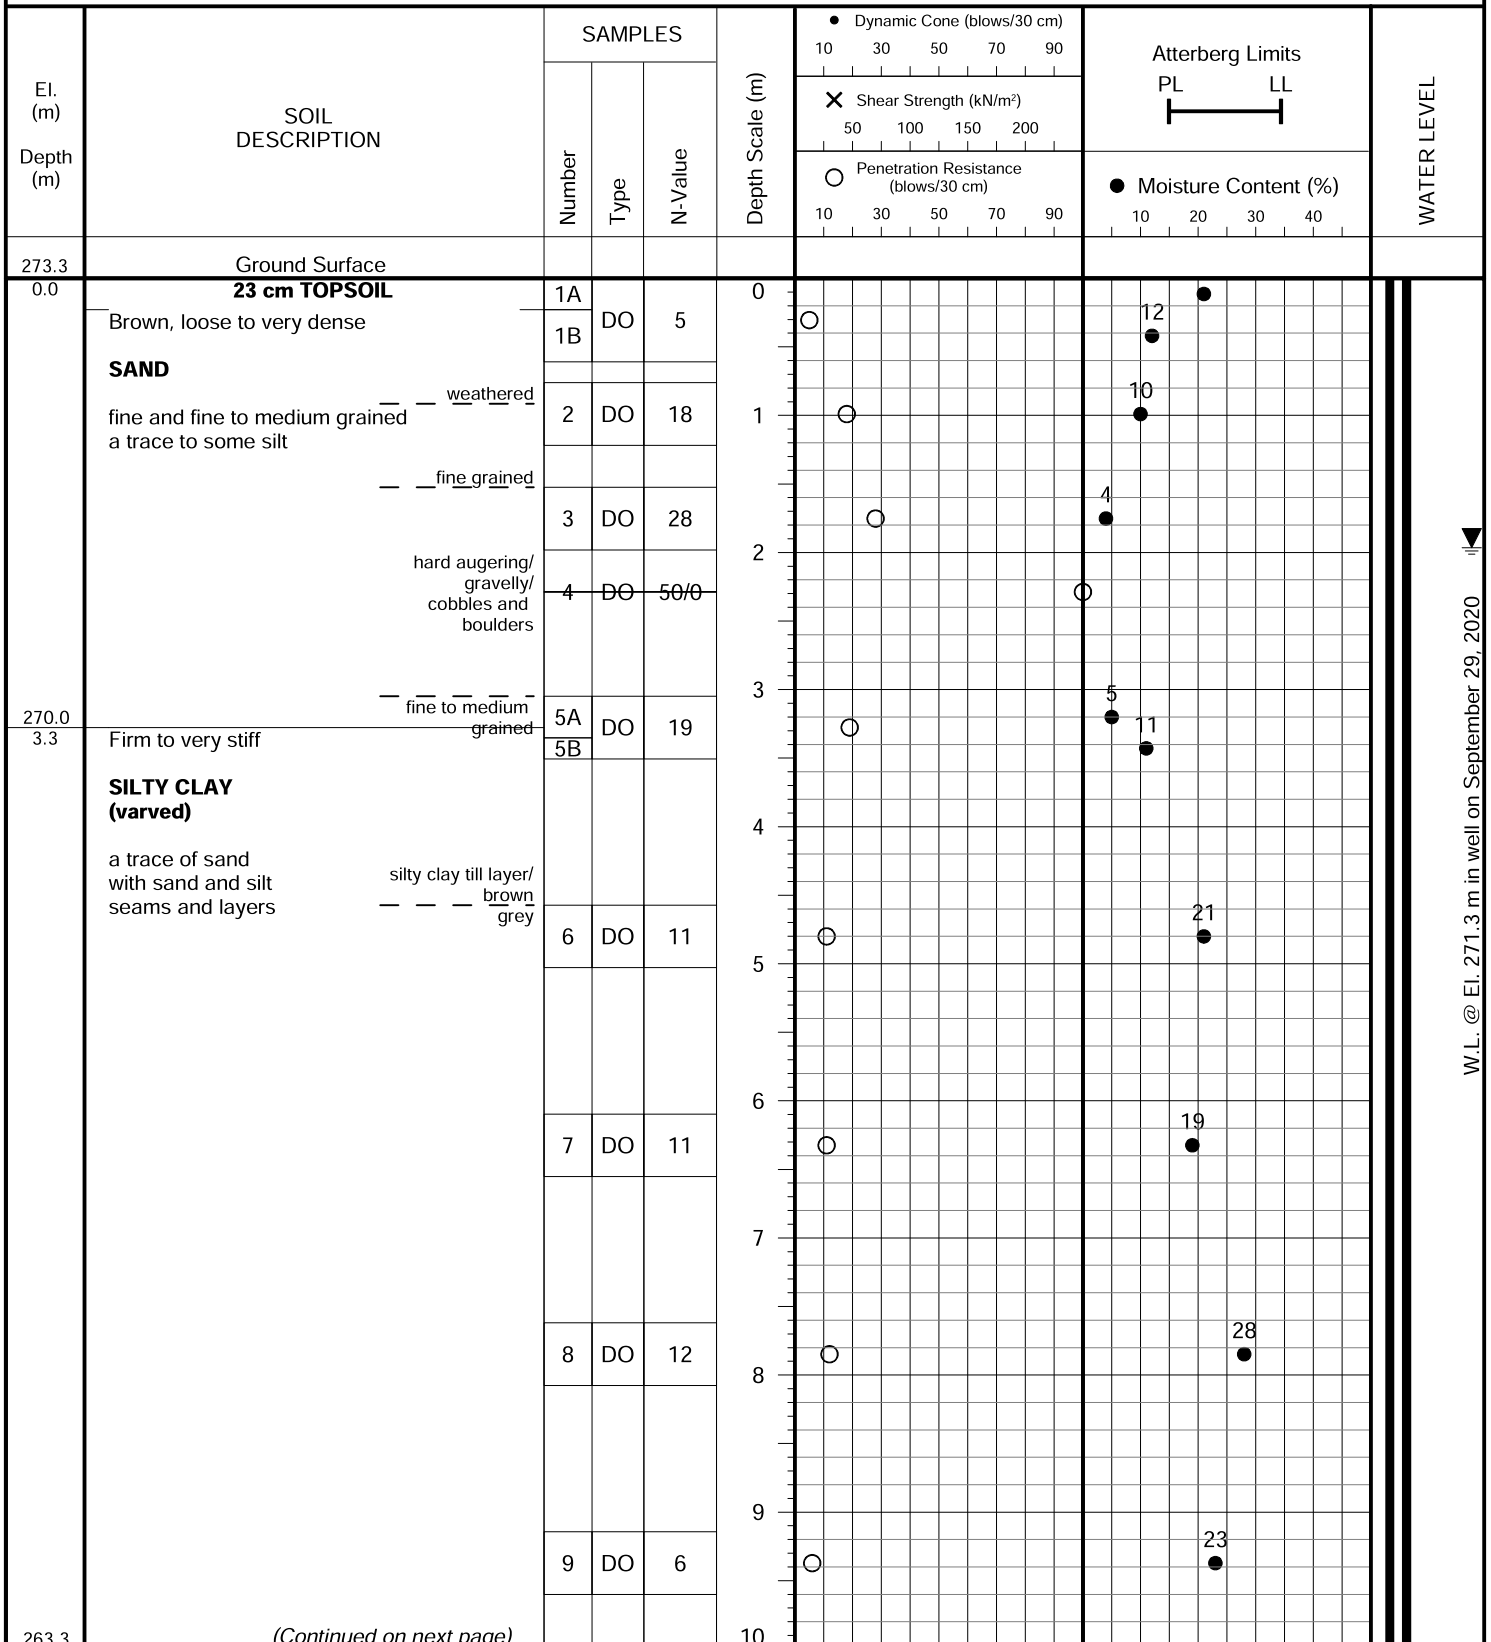 El.
(m)
Depth
(m)
SOIL
DESCRIPTION
SAMPLES
Number
Type
N-Value
Depth Scale (m)
Dynamic Cone (blows/30 cm)
10 30 50 70 90
Shear Strength (kN/m²)
50 100 150 200
Penetration Resistance
(blows/30 cm)
10 30 50 70 90
Atterberg Limits
PL LL
Moisture Content (%)
10 20 30 40
WATER LEVEL
273.3 Ground Surface
0.0 23 cm TOPSOIL 1A 0
Brown, loose to very dense DO 5 12
1B
SAND
weathered 10
fine and fine to medium grained 2 DO 18 1
a trace to some silt
fine grained 4
3 DO 28
2
hard augering/
gravelly/
4 DO 50/0
cobbles and
boulders
3 5
fine to medium
270.0 5A 11
grained DO 19
3.3 Firm to very stiff 5B
SILTY CLAY
(varved)
4
a trace of sand
silty clay till layer/
with sand and silt
brown
seams and layers 21
grey
6 DO 11
5
6
19
7 DO 11
7
28
8 DO 12
8
9
23
9 DO 6
263.3 (Continued on next page) 10
W.L. @ El. 271.3 m in well on September 29, 2020